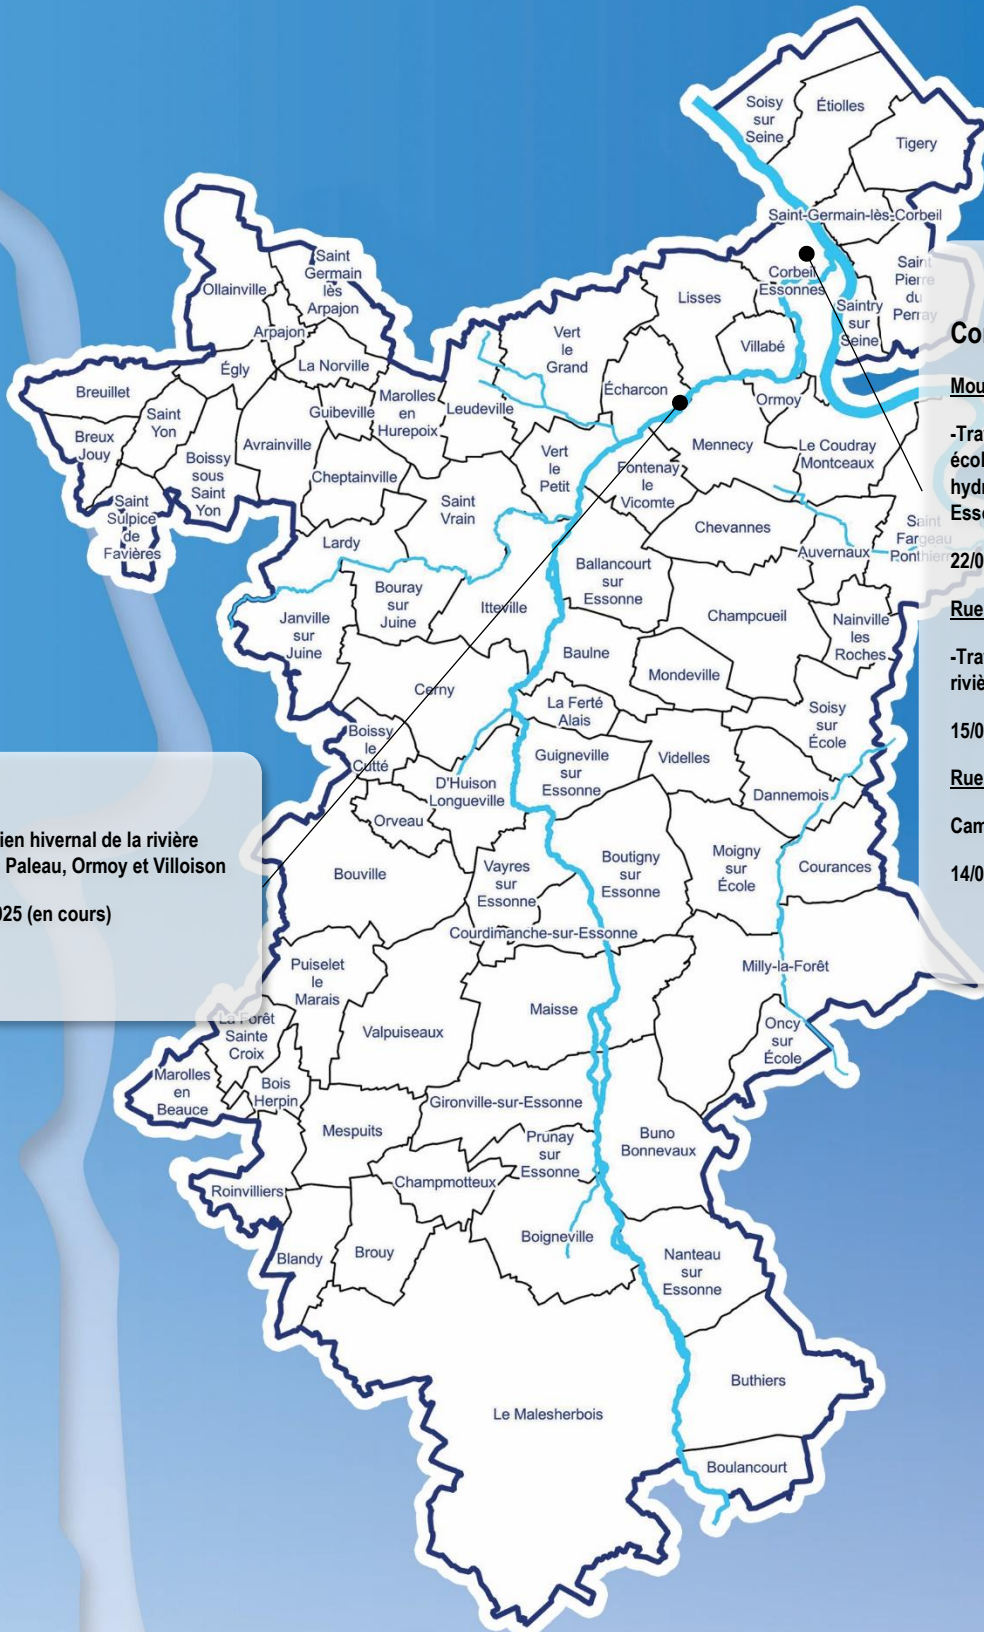 Soisy
sur
Seine
Étiolles
Tigery
Saint-Germain-lès-Corbeil
Saint
Pierre
du
Perray
Corbeil
Essonnes
Saintry
sur
Seine
Lisses
Villabé
Ormoy
Le Coudray
Montceaux
Saint
Fargeau
Ponthierry
Ollainville
Saint
Germain
lès
Arpajon
Arpajon
La Norville
Égly
Breuillet
Breux
Jouy
Saint
Yon
Boissy
sous
Saint
Yon
Saint
Sulpice
de
Favières
Avrainville
Guibeville
Cheptainville
Marolles
en
Hurepoix
Leudeville
Vert
le
Grand
Écharcon
Vert
le
Petit
Fontenay
le
Vicomte
Mennecy
Chevannes
Auvernaux
Saint
Vrain
Lardy
Janville
sur
Juine
Bouray
sur
Juine
Itteville
Ballancourt
sur
Essonne
Champcueil
Nainville
les
Roches
Baulne
Mondeville
Cerny
La Ferté
Alais
Soisy
sur
École
Boissy
le
Cutté
D'Huison
Longueville
Guigneville
sur
Essonne
Videlles
Dannemois
Orveau
Bouville
Vayres
sur
Essonne
Boutigny
sur
Essonne
Moigny
sur
École
Courances
Courdimanche-sur-Essonne
Milly-la-Forêt
Puiselet
le
Marais
Valpuiseaux
Maisse
Oncy
sur
École
La Forêt
Sainte
Croix
Marolles
en
Beauce
Bois
Herpin
Mespuits
Gironville-sur-Essonne
Prunay
sur
Essonne
Buno
Bonnevaux
Roinvilliers
Champmotteux
Blandy
Brouy
Boigneville
Nanteau
sur
Essonne
Le Malesherbois
Buthiers
Boulancourt
ien hivernal de la rivière
Paleau, Ormoy et Villoison
025 (en cours)
Co
Mou
-Tra
écol
hydr
Esso
22/0
Rue
-Tra
riviè
15/0
Rue
Cam
14/0